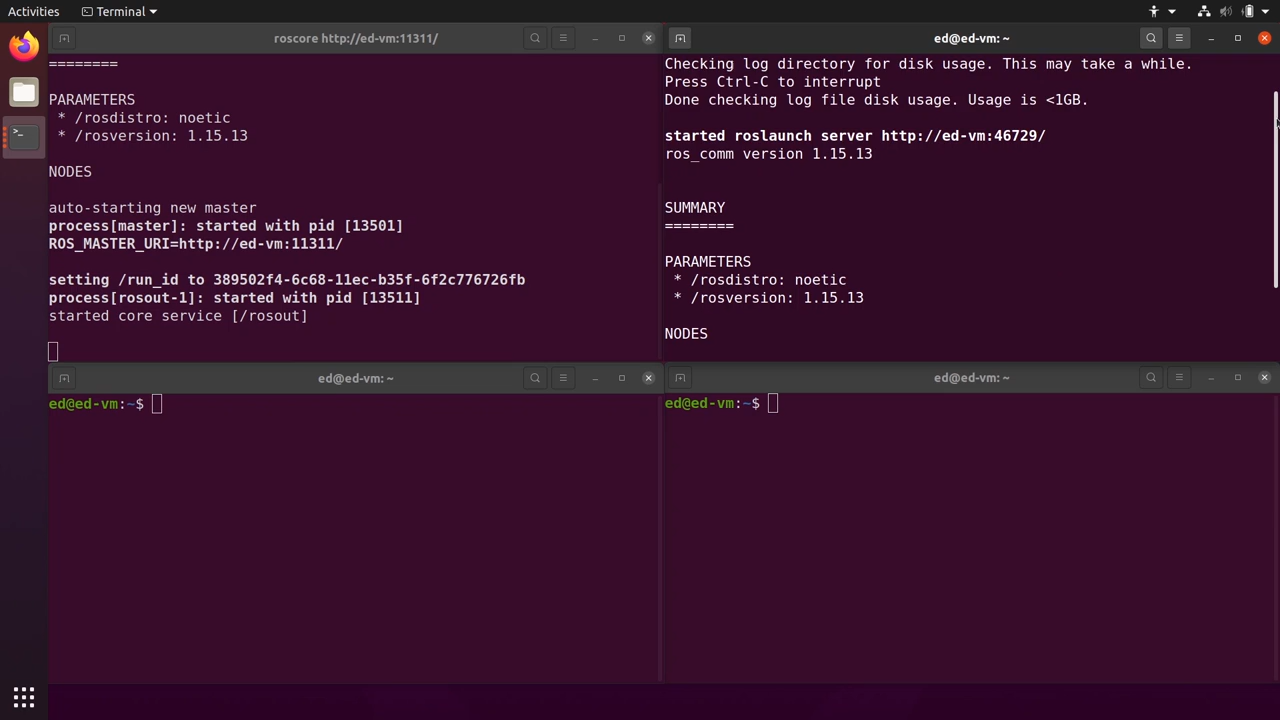 Activities
Terminal
roscore http://ed-vm:11311/
========
PARAMETERS
* /rosdistro: noetic
* /rosversion: 1.15.13
NODES
auto-starting new master
process[master]: started with pid [13501]
ROS_MASTER_URI=http://ed-vm:11311/
setting /run_id to 389502f4-6c68-11ec-b35f-6f2c776726fb
process[rosout-1]: started with pid [13511]
started core service [/rosout]
ed@ed-vm: ~
Checking log directory for disk usage. This may take a while.
Press Ctrl-C to interrupt
Done checking log file disk usage. Usage is <1GB.
started roslaunch server http://ed-vm:46729/
ros_comm version 1.15.13
SUMMARY
========
PARAMETERS
* /rosdistro: noetic
* /rosversion: 1.15.13
NODES
ed@ed-vm: ~
ed@ed-vm:~$
ed@ed-vm: ~
ed@ed-vm:~$